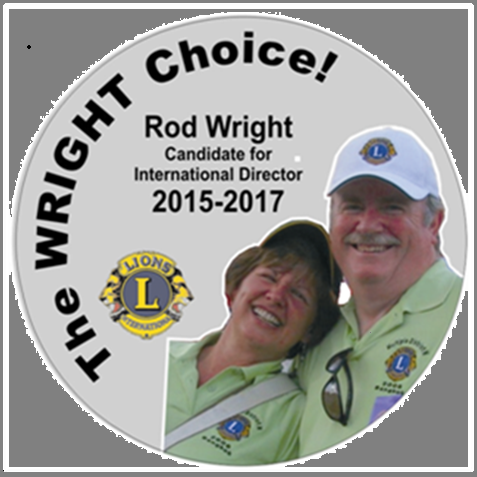 The WRIGHT Choice!
Rod Wright
Candidate for
International Director
2015-2017
LIONS
L
INTERNATIONAL
L
L
L